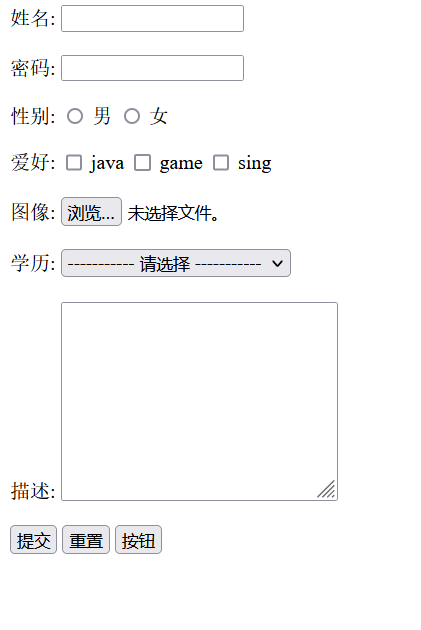 姓名:
密码:
性别: 男 女
爱好: java game sing
图像: 浏览... 未选择文件。
学历: ----------- 请选择 -----------
描述:
提交 重置 按钮